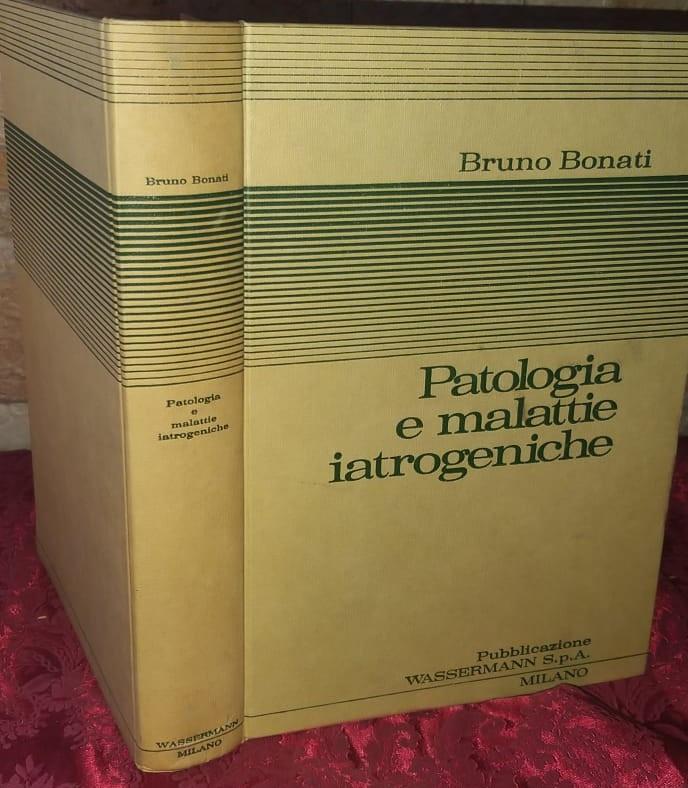 Bruno Bonati
Patologia
e
malattie
iatrogeniche
WASSERMANN
MILANO
Bruno Bonati
Patologia
e malattie
iatrogeniche
Pubblicazione
WASSERMANN S.p.A.
MILANO